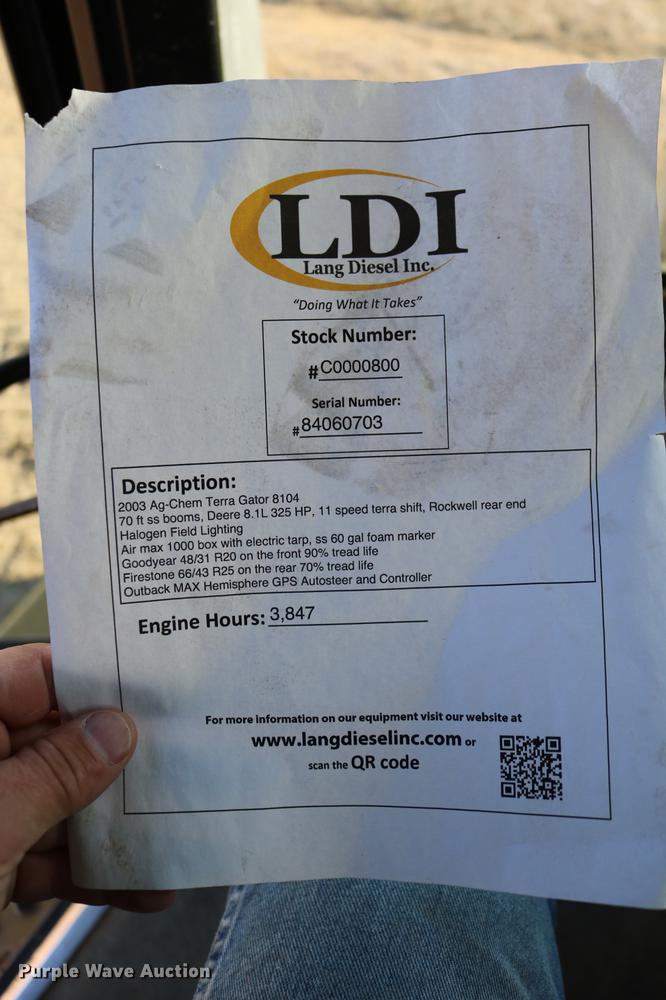 LDI
Lang Diesel Inc.
“Doing What It Takes”
Stock Number:
#C0000800
Serial Number:
#84060703
Description:
2003 Ag-Chem Terra Gator 8104
70 ft ss booms, Deere 8.1L 325 HP, 11 speed terra shift, Rockwell rear end
Halogen Field Lighting
Air max 1000 box with electric tarp, ss 60 gal foam marker
Goodyear 48/31 R20 on the front 90% tread life
Firestone 66/43 R25 on the rear 70% tread life
Outback MAX Hemisphere GPS Autosteer and Controller
Engine Hours: 3,847
For more information on our equipment visit our website at
www.langdieselinc.com or
scan the QR code
Purple Wave Auction